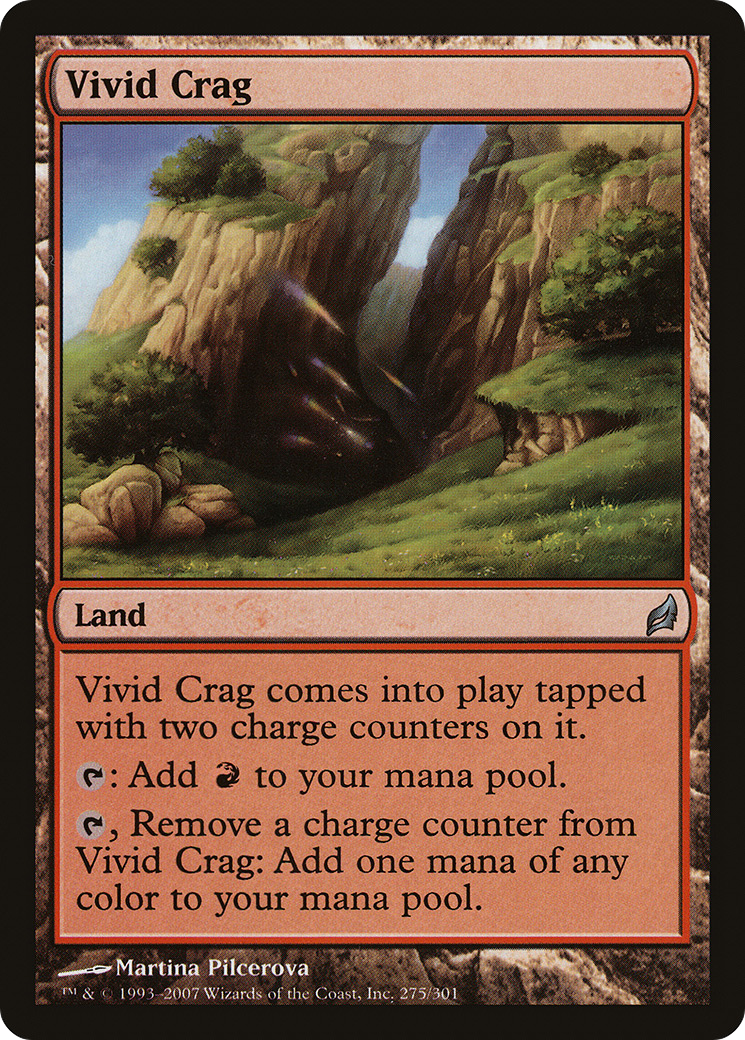 Vivid Crag
Land
Vivid Crag comes into play tapped
with two charge counters on it.
: Add to your mana pool.
, Remove a charge counter from
Vivid Crag: Add one mana of any
color to your mana pool.
Martina Pilcerova
™ & © 1993–2007 Wizards of the Coast, Inc. 275/301